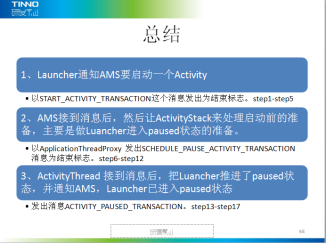 TINNO
总结
1、Launcher通知AMS要启动一个Activity
• 以START_ACTIVITY_TRANSACTION这个消息发出为结束标志。step1-step5
2、AMS接到消息后，然后让ActivityStack来处理启动前的准
备，主要是做Luancher进入paused状态的准备。
• 以ApplicationThreadProxy 发出SCHEDULE_PAUSE_ACTIVITY_TRANSACTION
消息为结束标志。step6-step12
3、ActivityThread 接到消息后，把Luancher推进了paused状
态，并通知AMS，Launcher已进入paused状态
• 发出消息ACTIVITY_PAUSED_TRANSACTION。step13-step17